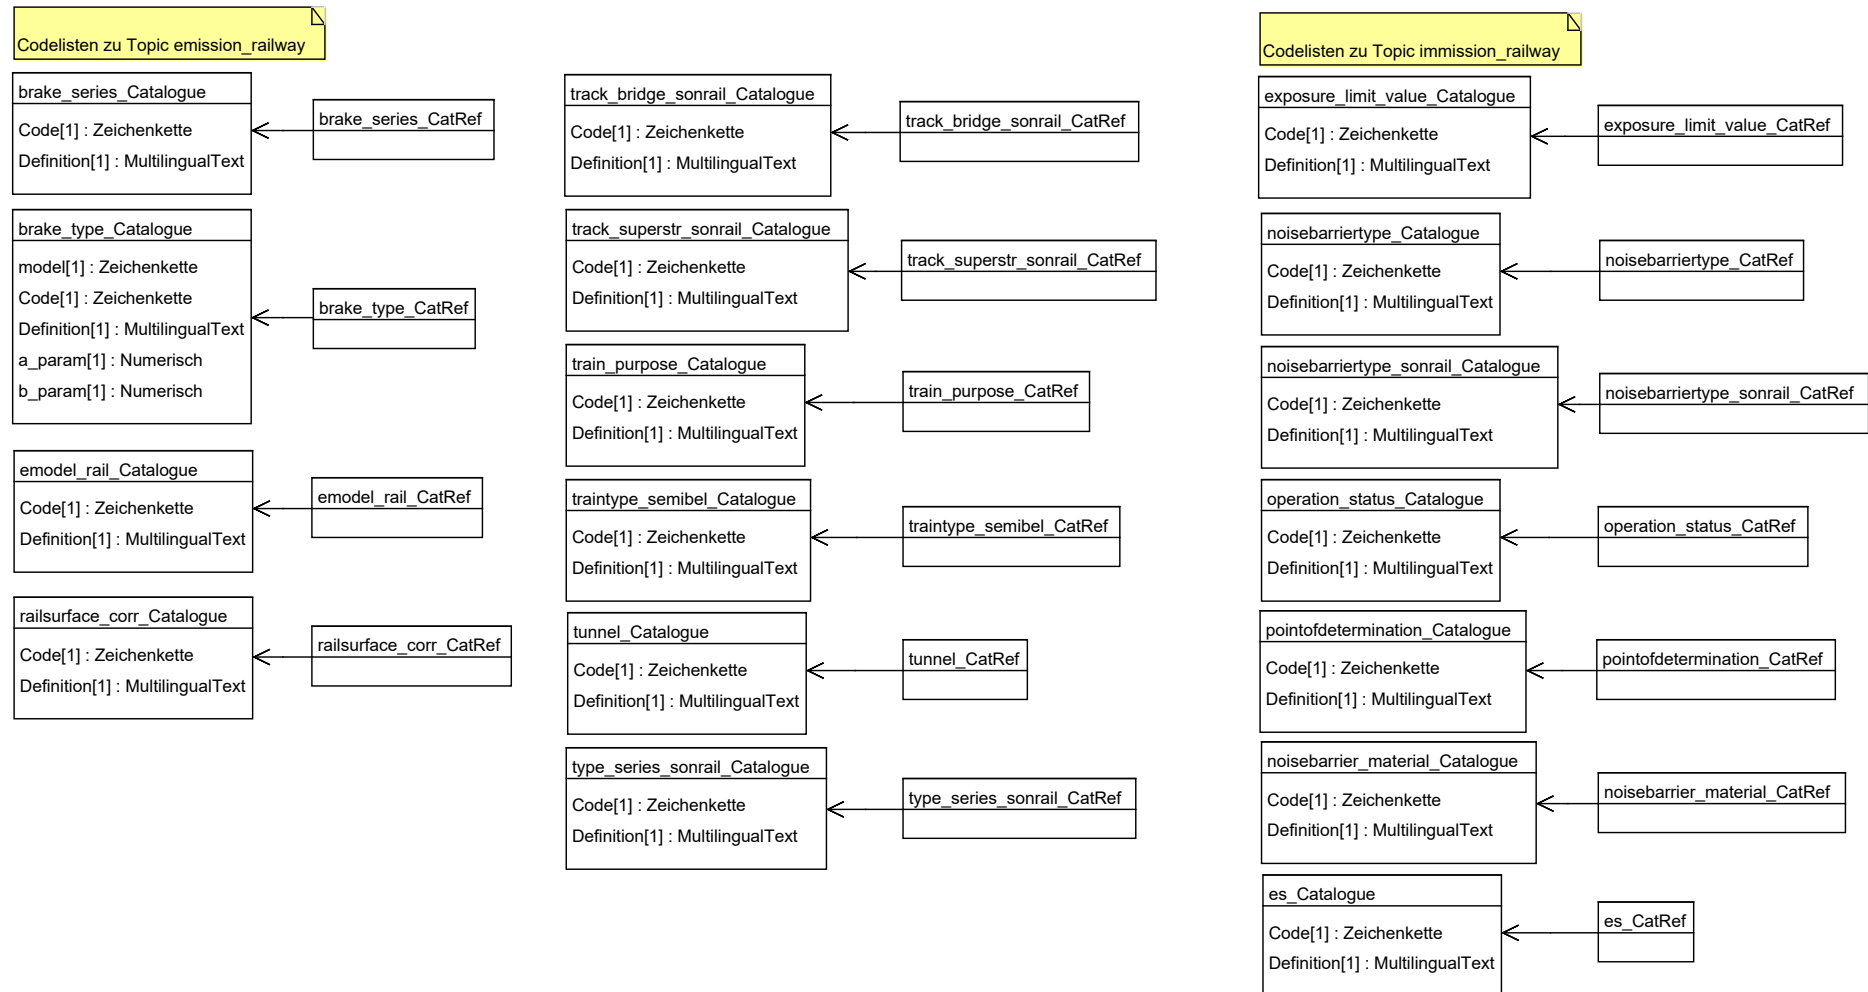 Codelisten zu Topic emission_railway
brake_series_Catalogue
Code[1] : Zeichenkette
Definition[1] : MultilingualText
brake_series_CatRef
brake_type_Catalogue
model[1] : Zeichenkette
Code[1] : Zeichenkette
Definition[1] : MultilingualText
a_param[1] : Numerisch
b_param[1] : Numerisch
brake_type_CatRef
emodel_rail_Catalogue
Code[1] : Zeichenkette
Definition[1] : MultilingualText
emodel_rail_CatRef
railsurface_corr_Catalogue
Code[1] : Zeichenkette
Definition[1] : MultilingualText
railsurface_corr_CatRef
track_bridge_sonrail_Catalogue
Code[1] : Zeichenkette
Definition[1] : MultilingualText
track_bridge_sonrail_CatRef
track_superstr_sonrail_Catalogue
Code[1] : Zeichenkette
Definition[1] : MultilingualText
track_superstr_sonrail_CatRef
train_purpose_Catalogue
Code[1] : Zeichenkette
Definition[1] : MultilingualText
train_purpose_CatRef
traintype_semibel_Catalogue
Code[1] : Zeichenkette
Definition[1] : MultilingualText
traintype_semibel_CatRef
tunnel_Catalogue
Code[1] : Zeichenkette
Definition[1] : MultilingualText
tunnel_CatRef
type_series_sonrail_Catalogue
Code[1] : Zeichenkette
Definition[1] : MultilingualText
type_series_sonrail_CatRef
Codelisten zu Topic immission_railway
exposure_limit_value_Catalogue
Code[1] : Zeichenkette
Definition[1] : MultilingualText
exposure_limit_value_CatRef
noisebarriertype_Catalogue
Code[1] : Zeichenkette
Definition[1] : MultilingualText
noisebarriertype_CatRef
noisebarriertype_sonrail_Catalogue
Code[1] : Zeichenkette
Definition[1] : MultilingualText
noisebarriertype_sonrail_CatRef
operation_status_Catalogue
Code[1] : Zeichenkette
Definition[1] : MultilingualText
operation_status_CatRef
pointofdetermination_Catalogue
Code[1] : Zeichenkette
Definition[1] : MultilingualText
pointofdetermination_CatRef
noisebarrier_material_Catalogue
Code[1] : Zeichenkette
Definition[1] : MultilingualText
noisebarrier_material_CatRef
es_Catalogue
Code[1] : Zeichenkette
Definition[1] : MultilingualText
es_CatRef